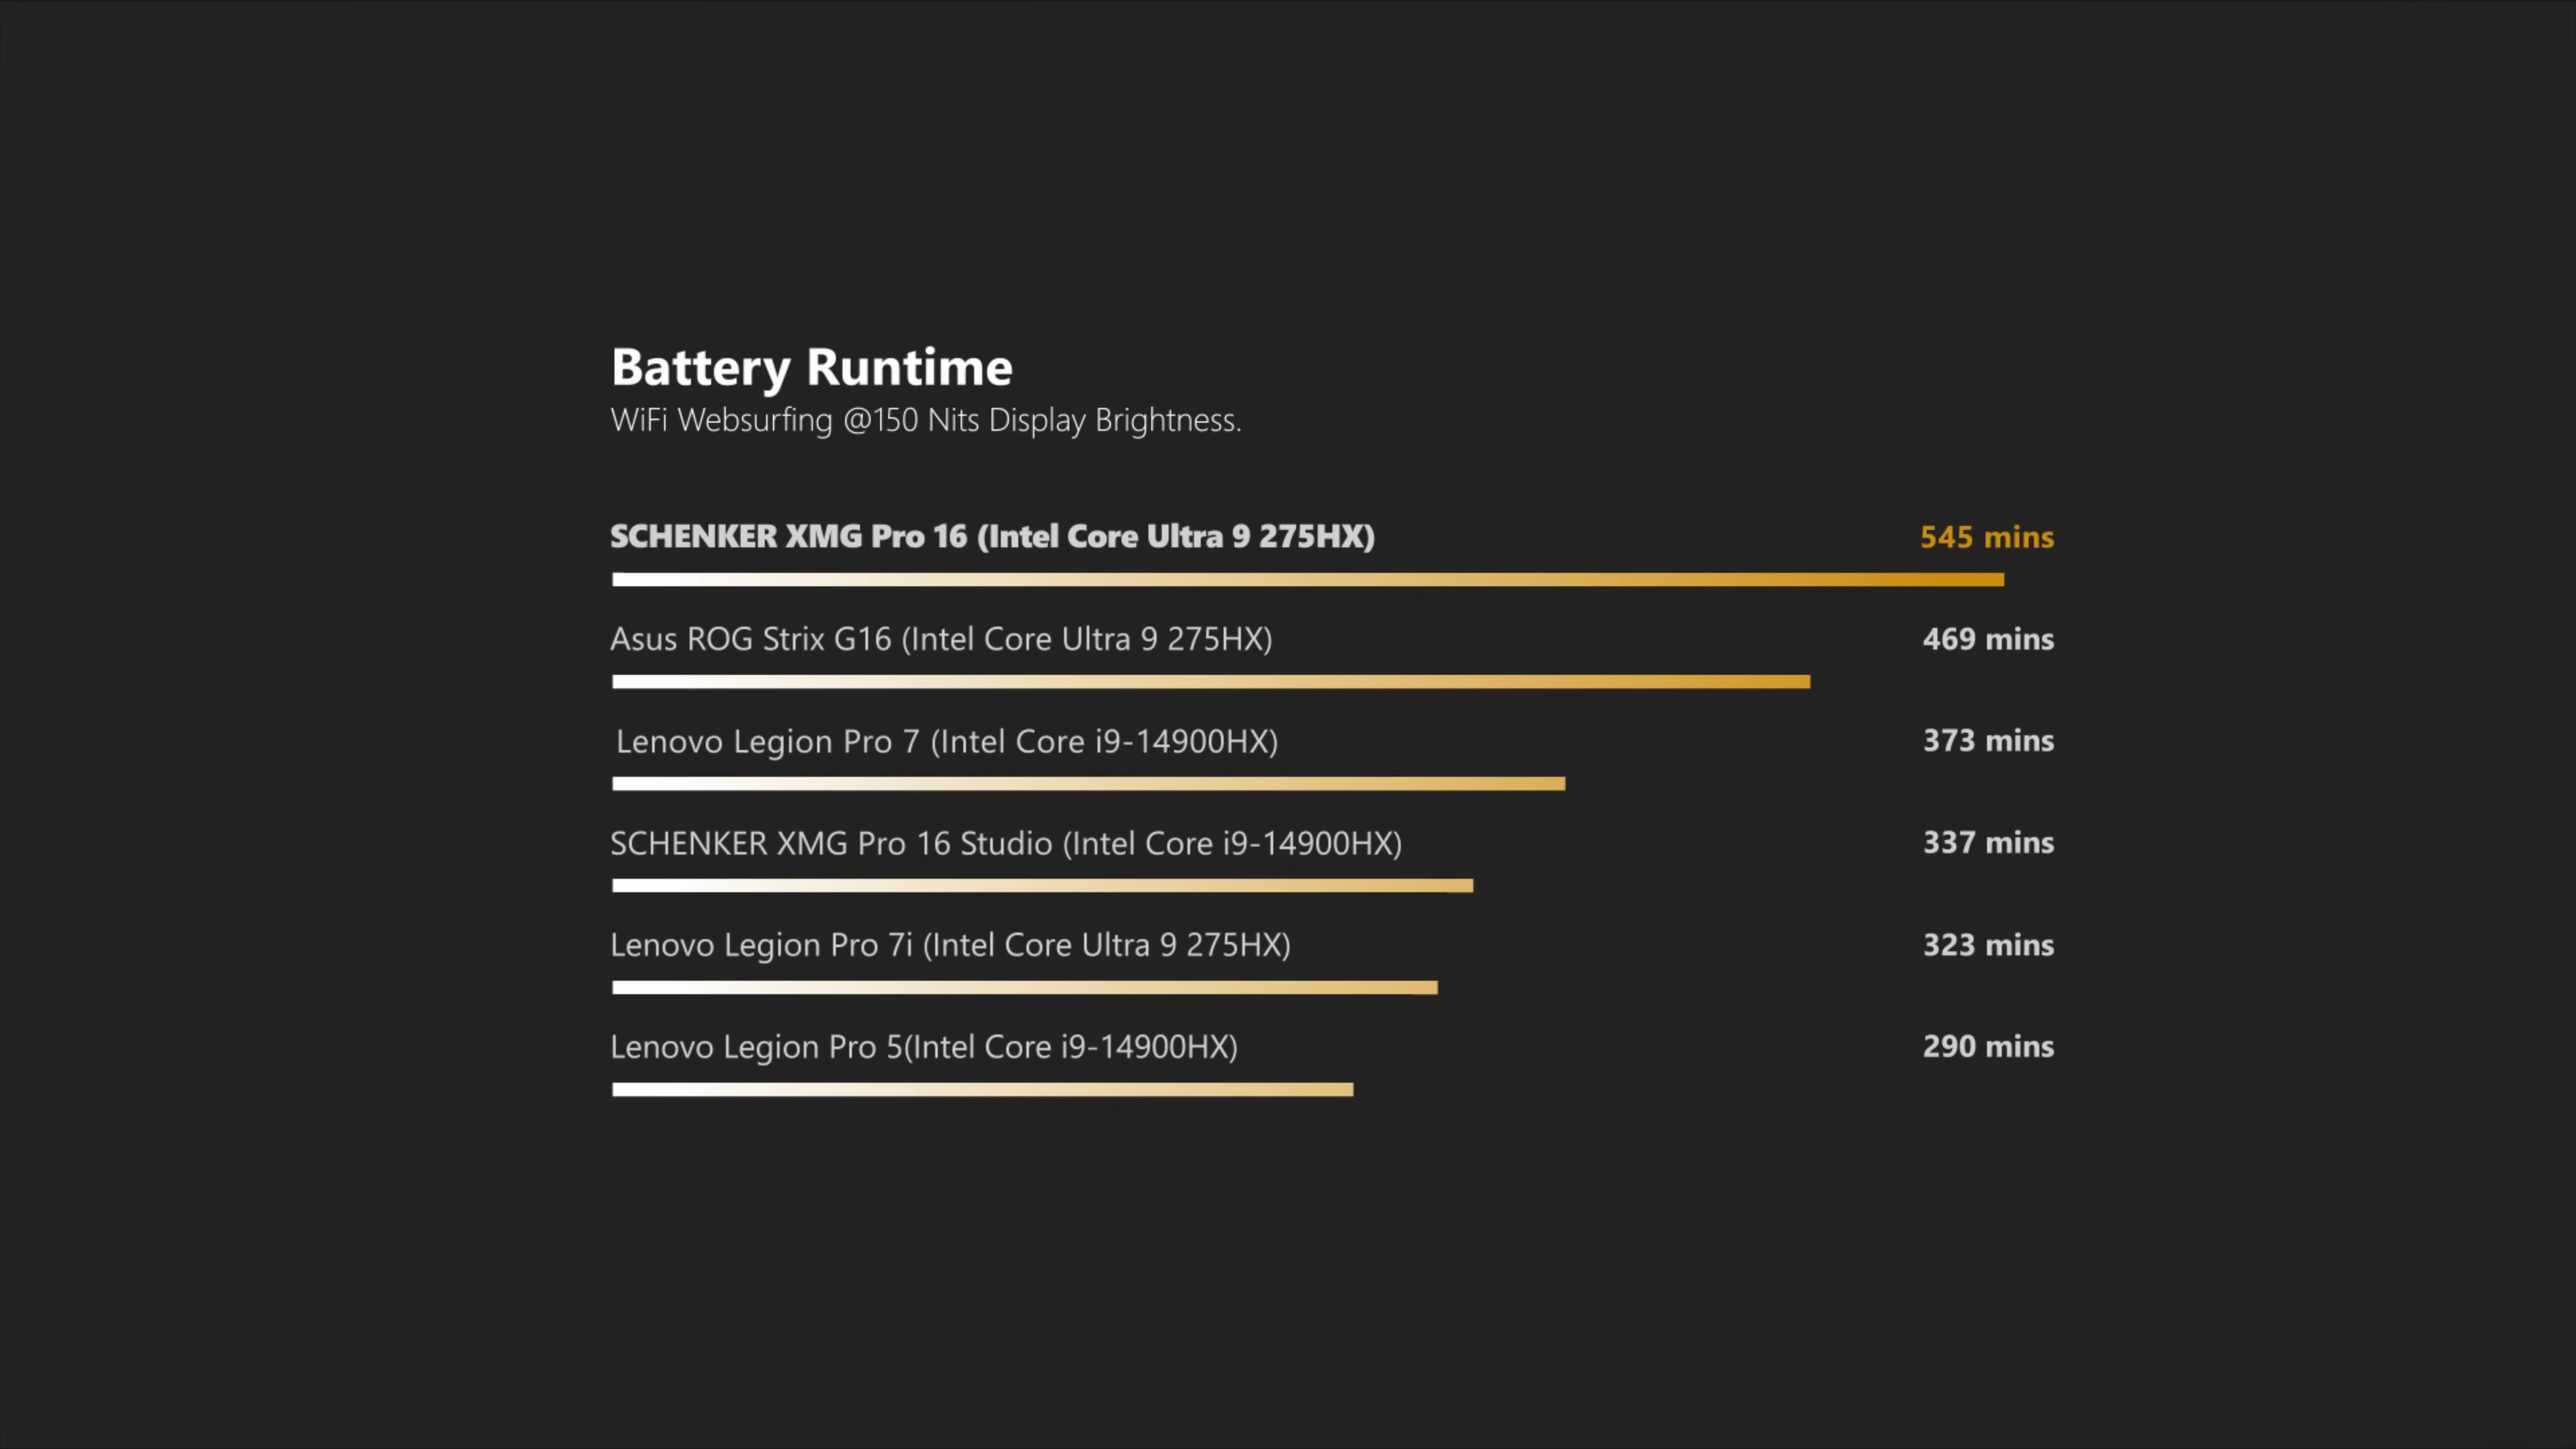 Battery Runtime
WiFi Websurfing @150 Nits Display Brightness.
SCHENKER XMG Pro 16 (Intel Core Ultra 9 275HX) 545 mins
Asus ROG Strix G16 (Intel Core Ultra 9 275HX) 469 mins
Lenovo Legion Pro 7 (Intel Core i9-14900HX) 373 mins
SCHENKER XMG Pro 16 Studio (Intel Core i9-14900HX) 337 mins
Lenovo Legion Pro 7i (Intel Core Ultra 9 275HX) 323 mins
Lenovo Legion Pro 5(Intel Core i9-14900HX) 290 mins